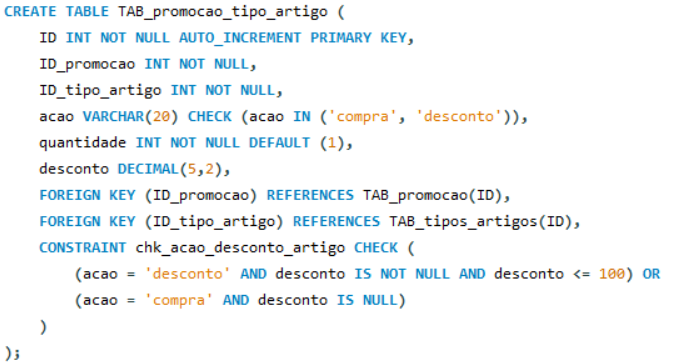 CREATE TABLE TAB_promocao_tipo_artigo (
    ID INT NOT NULL AUTO_INCREMENT PRIMARY KEY,
    ID_promocao INT NOT NULL,
    ID_tipo_artigo INT NOT NULL,
    acao VARCHAR(20) CHECK (acao IN ('compra', 'desconto')),
    quantidade INT NOT NULL DEFAULT (1),
    desconto DECIMAL(5,2),
    FOREIGN KEY (ID_promocao) REFERENCES TAB_promocao(ID),
    FOREIGN KEY (ID_tipo_artigo) REFERENCES TAB_tipos_artigos(ID),
    CONSTRAINT chk_acao_desconto_artigo CHECK (
        (acao = 'desconto' AND desconto IS NOT NULL AND desconto <= 100) OR
        (acao = 'compra' AND desconto IS NULL)
    )
);